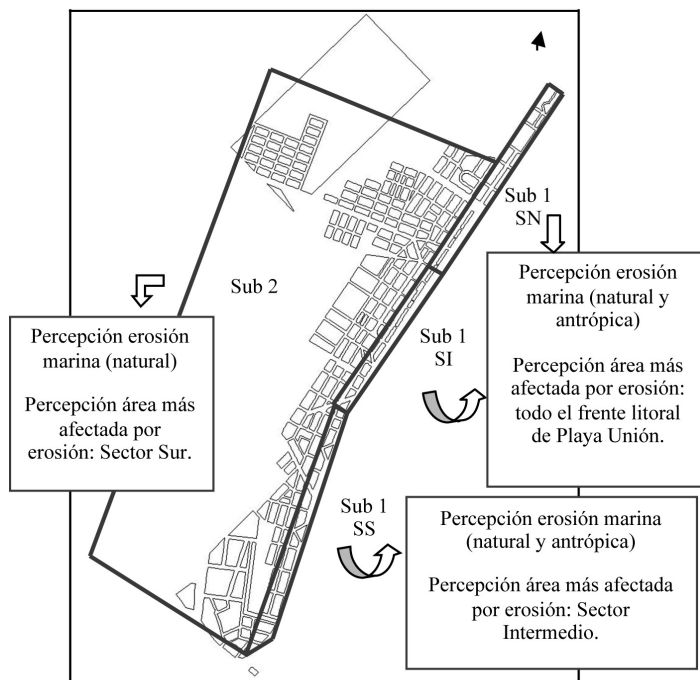 Sub 1
SN
Sub 2
Percepción erosión
marina (natural y
antrópica)
Percepción área más
afectada por erosión:
todo el frente litoral
de Playa Unión.
Percepción erosión
marina (natural)
Percepción área más
afectada por
erosión: Sector Sur.
Sub 1
SI
Sub 1
SS
Percepción erosión marina
(natural y antrópica)
Percepción área más afectada
por erosión: Sector
Intermedio.